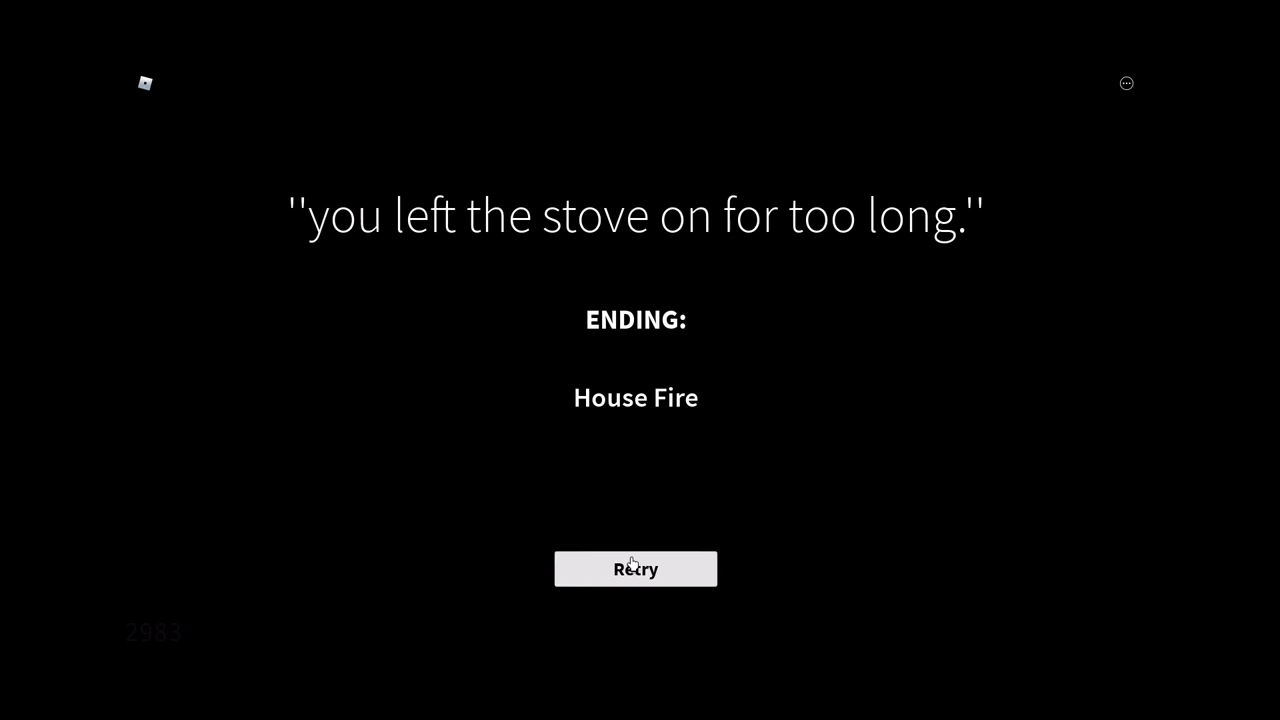 ''you left the stove on for too long.''
ENDING:
House Fire
Retry
2983